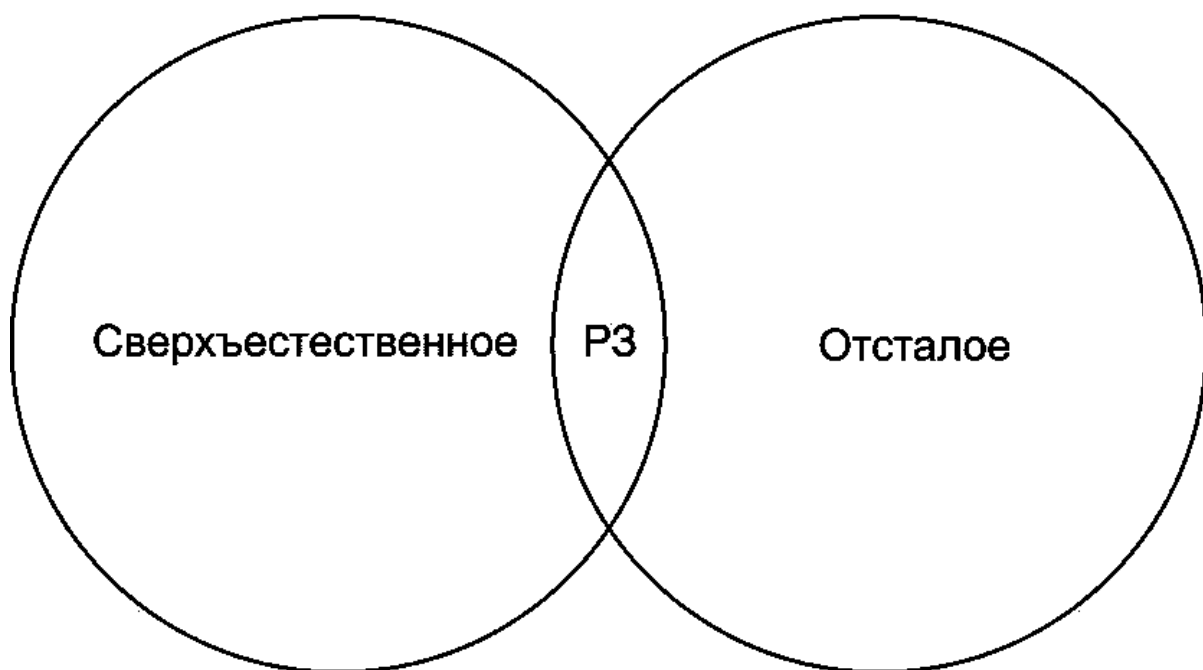 Сверхъестественное
РЗ
Отсталое